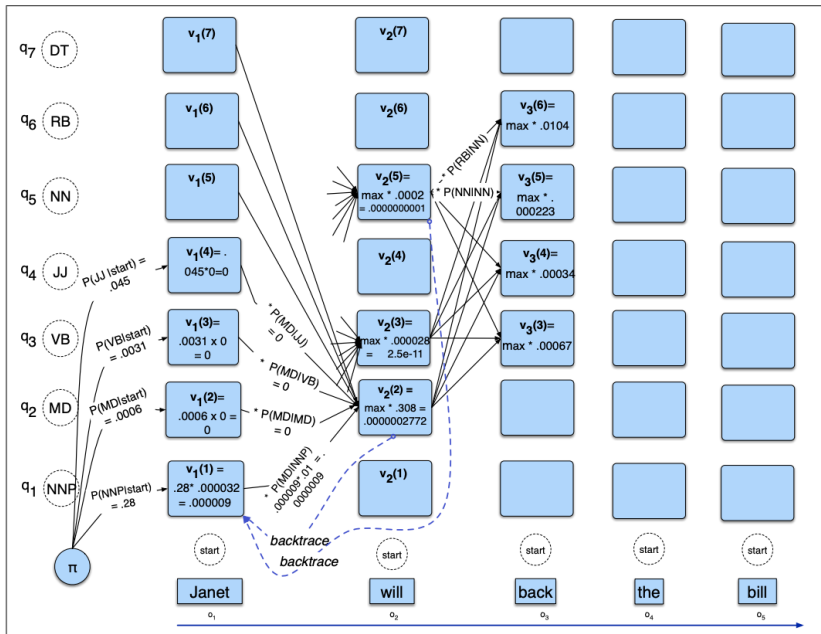 q7 DT
v1(7)
v2(7)
q6 RB
v1(6)
v2(6)
v3(6)=
max * .0104
* P(RB|NN)
q5 NN
v1(5)
v2(5)=
max * .0002
= .0000000001
* P(NN|NN)
v3(5)=
max * .
000223
q4 JJ
P(JJ |start) =
.045
v1(4)= .
045*0=0
* P(MD|JJ)
= 0
v2(4)
v3(4)=
max * .00034
q3 VB
P(VB|start)
= .0031
v1(3)=
.0031 x 0
= 0
* P(MD|VB)
= 0
v2(3)=
max * .000028
= 2.5e-11
v3(3)=
max * .00067
q2 MD
P(MD|start)
= .0006
v1(2)=
.0006 x 0 =
0
* P(MD|MD)
= 0
v2(2) =
max * .308 =
.0000002772
q1 NNP
P(NNP|start)
= .28
v1(1) =
.28* .000032
= .000009
* P(MD|NNP)
.000009*.01 = .
0000009
v2(1)
backtrace
backtrace
π
start
start
start
start
start
Janet
will
back
the
bill
o1
o2
o3
o4
o5